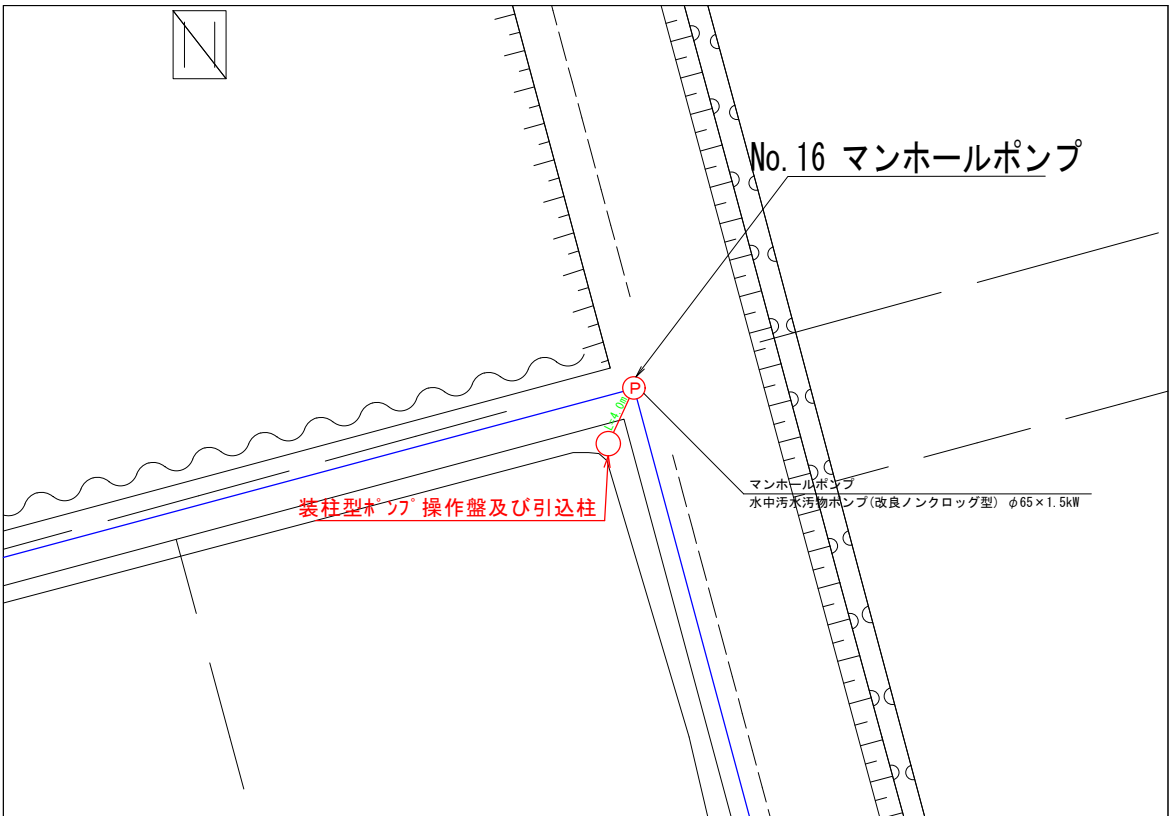 N
No.16 マンホールポンプ
P
L=4.0m
マンホールポンプ
水中汚水汚物ポンプ(改良ノンクロッグ型) φ65×1.5kW
装柱型ポンプ操作盤及び引込柱